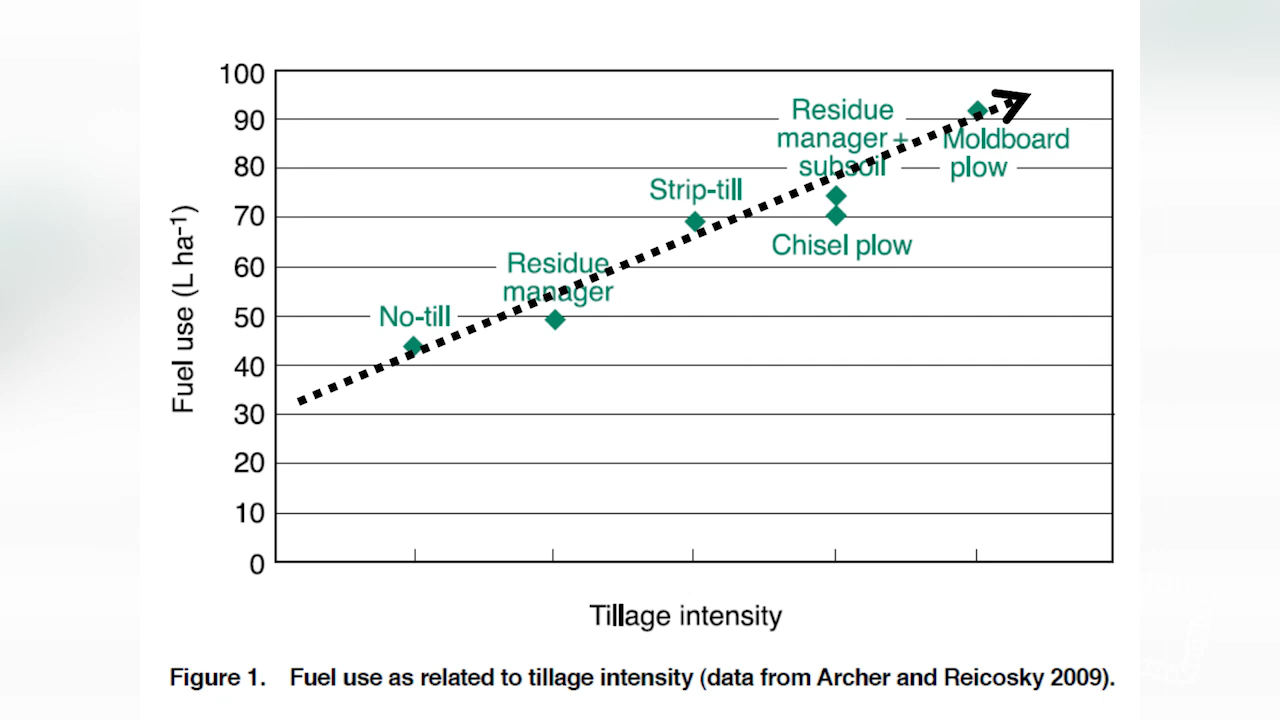 100
90
80
70
60
50
40
30
20
10
0
Fuel use (L ha⁻¹)
No-till
Residue
manager
Strip-till
Residue
manager +
subsoil
Chisel plow
Moldboard
plow
Tillage intensity
Figure 1. Fuel use as related to tillage intensity (data from Archer and Reicosky 2009).